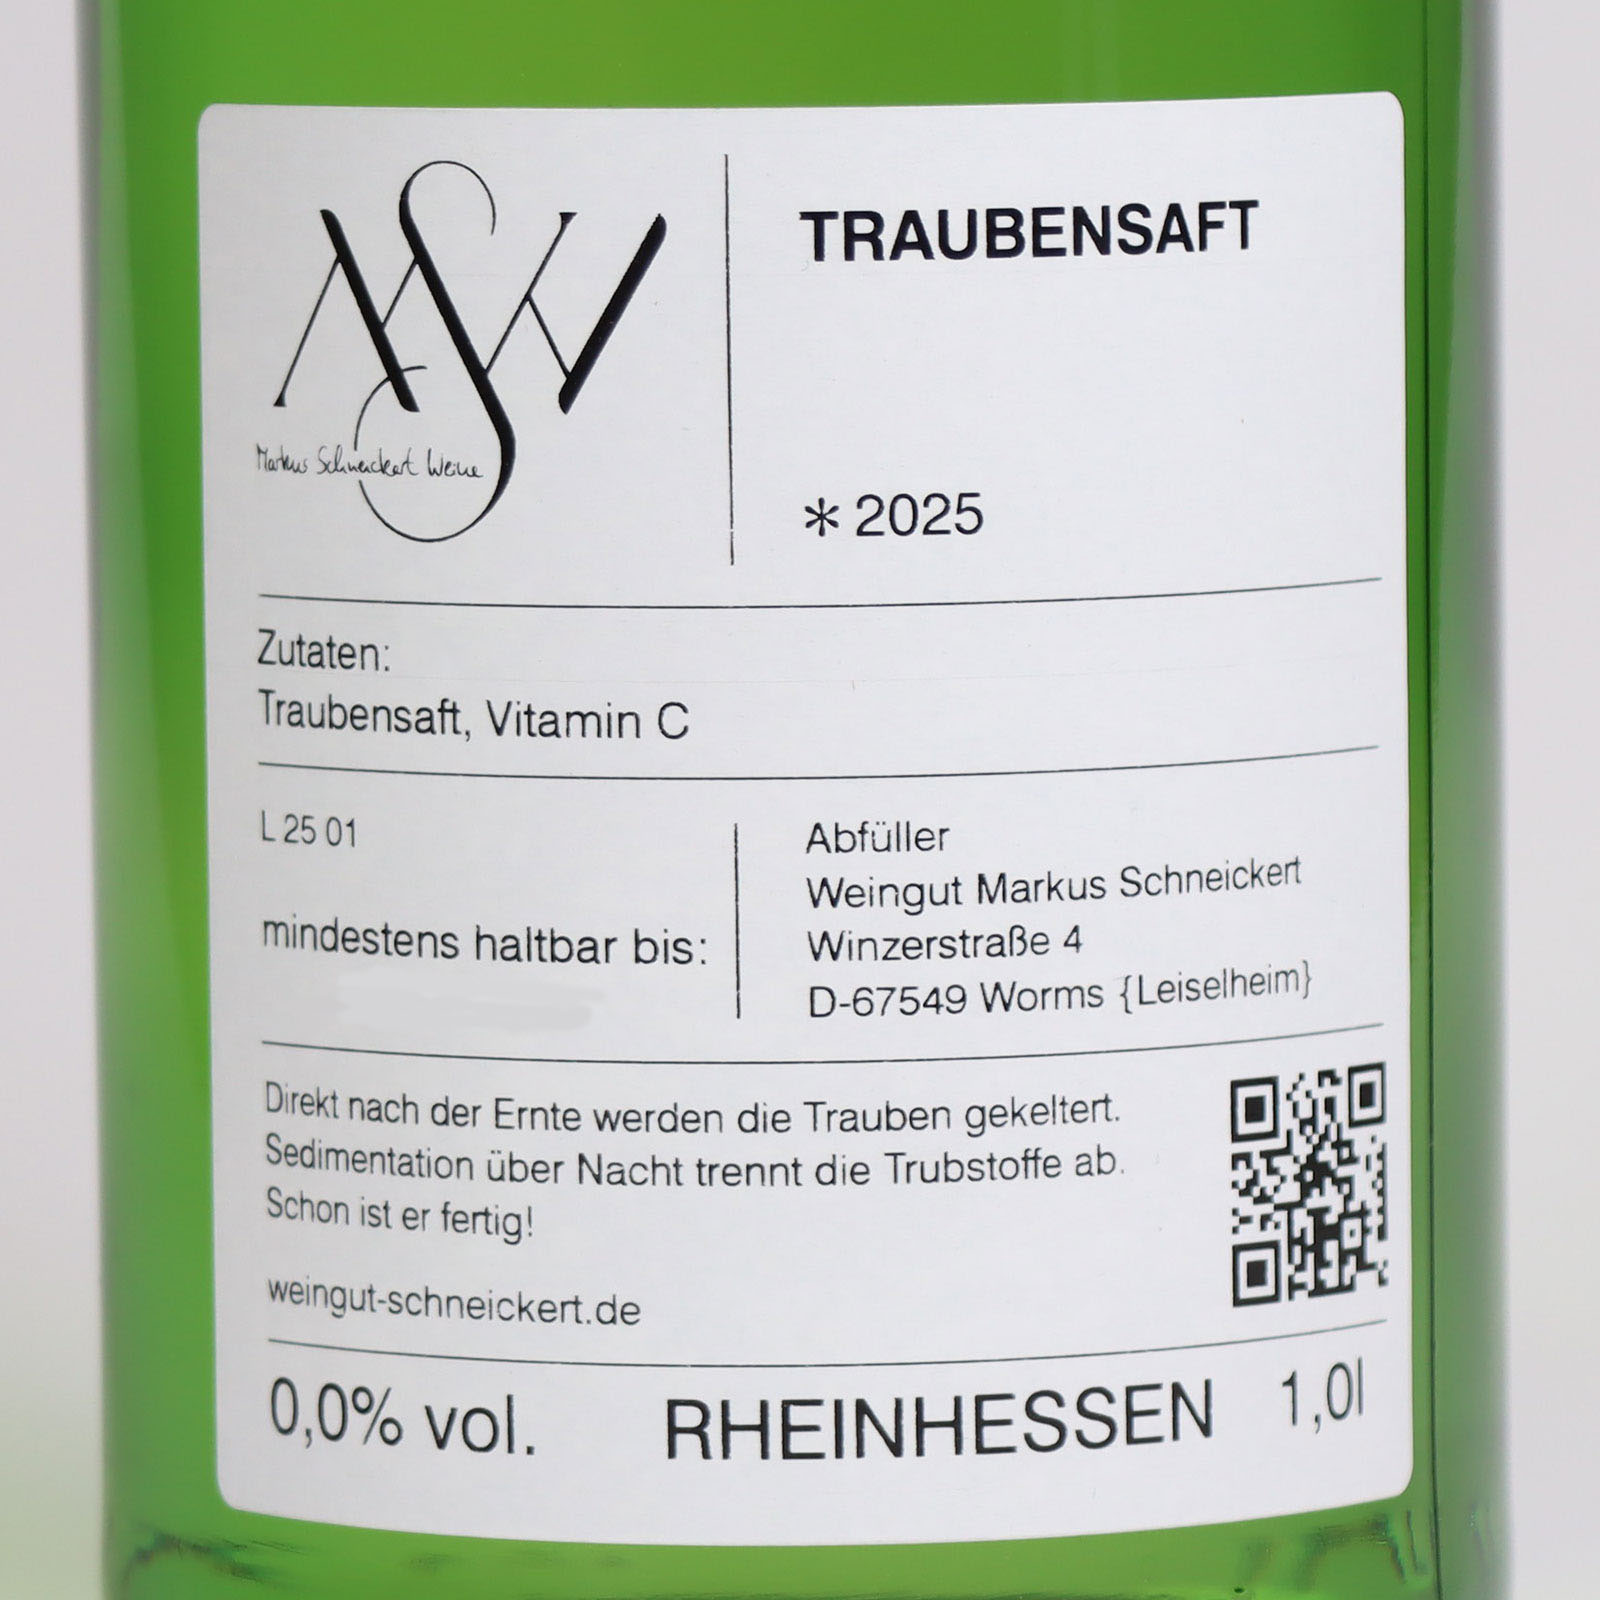 MSW
Markus Schneickert Weine
TRAUBENSAFT
* 2025
Zutaten:
Traubensaft, Vitamin C
L 25 01
mindestens haltbar bis:
Abfüller
Weingut Markus Schneickert
Winzerstraße 4
D-67549 Worms {Leiselheim}
Direkt nach der Ernte werden die Trauben gekeltert.
Sedimentation über Nacht trennt die Trubstoffe ab.
Schon ist er fertig!
weingut-schneickert.de
0,0% vol. RHEINHESSEN 1,0l